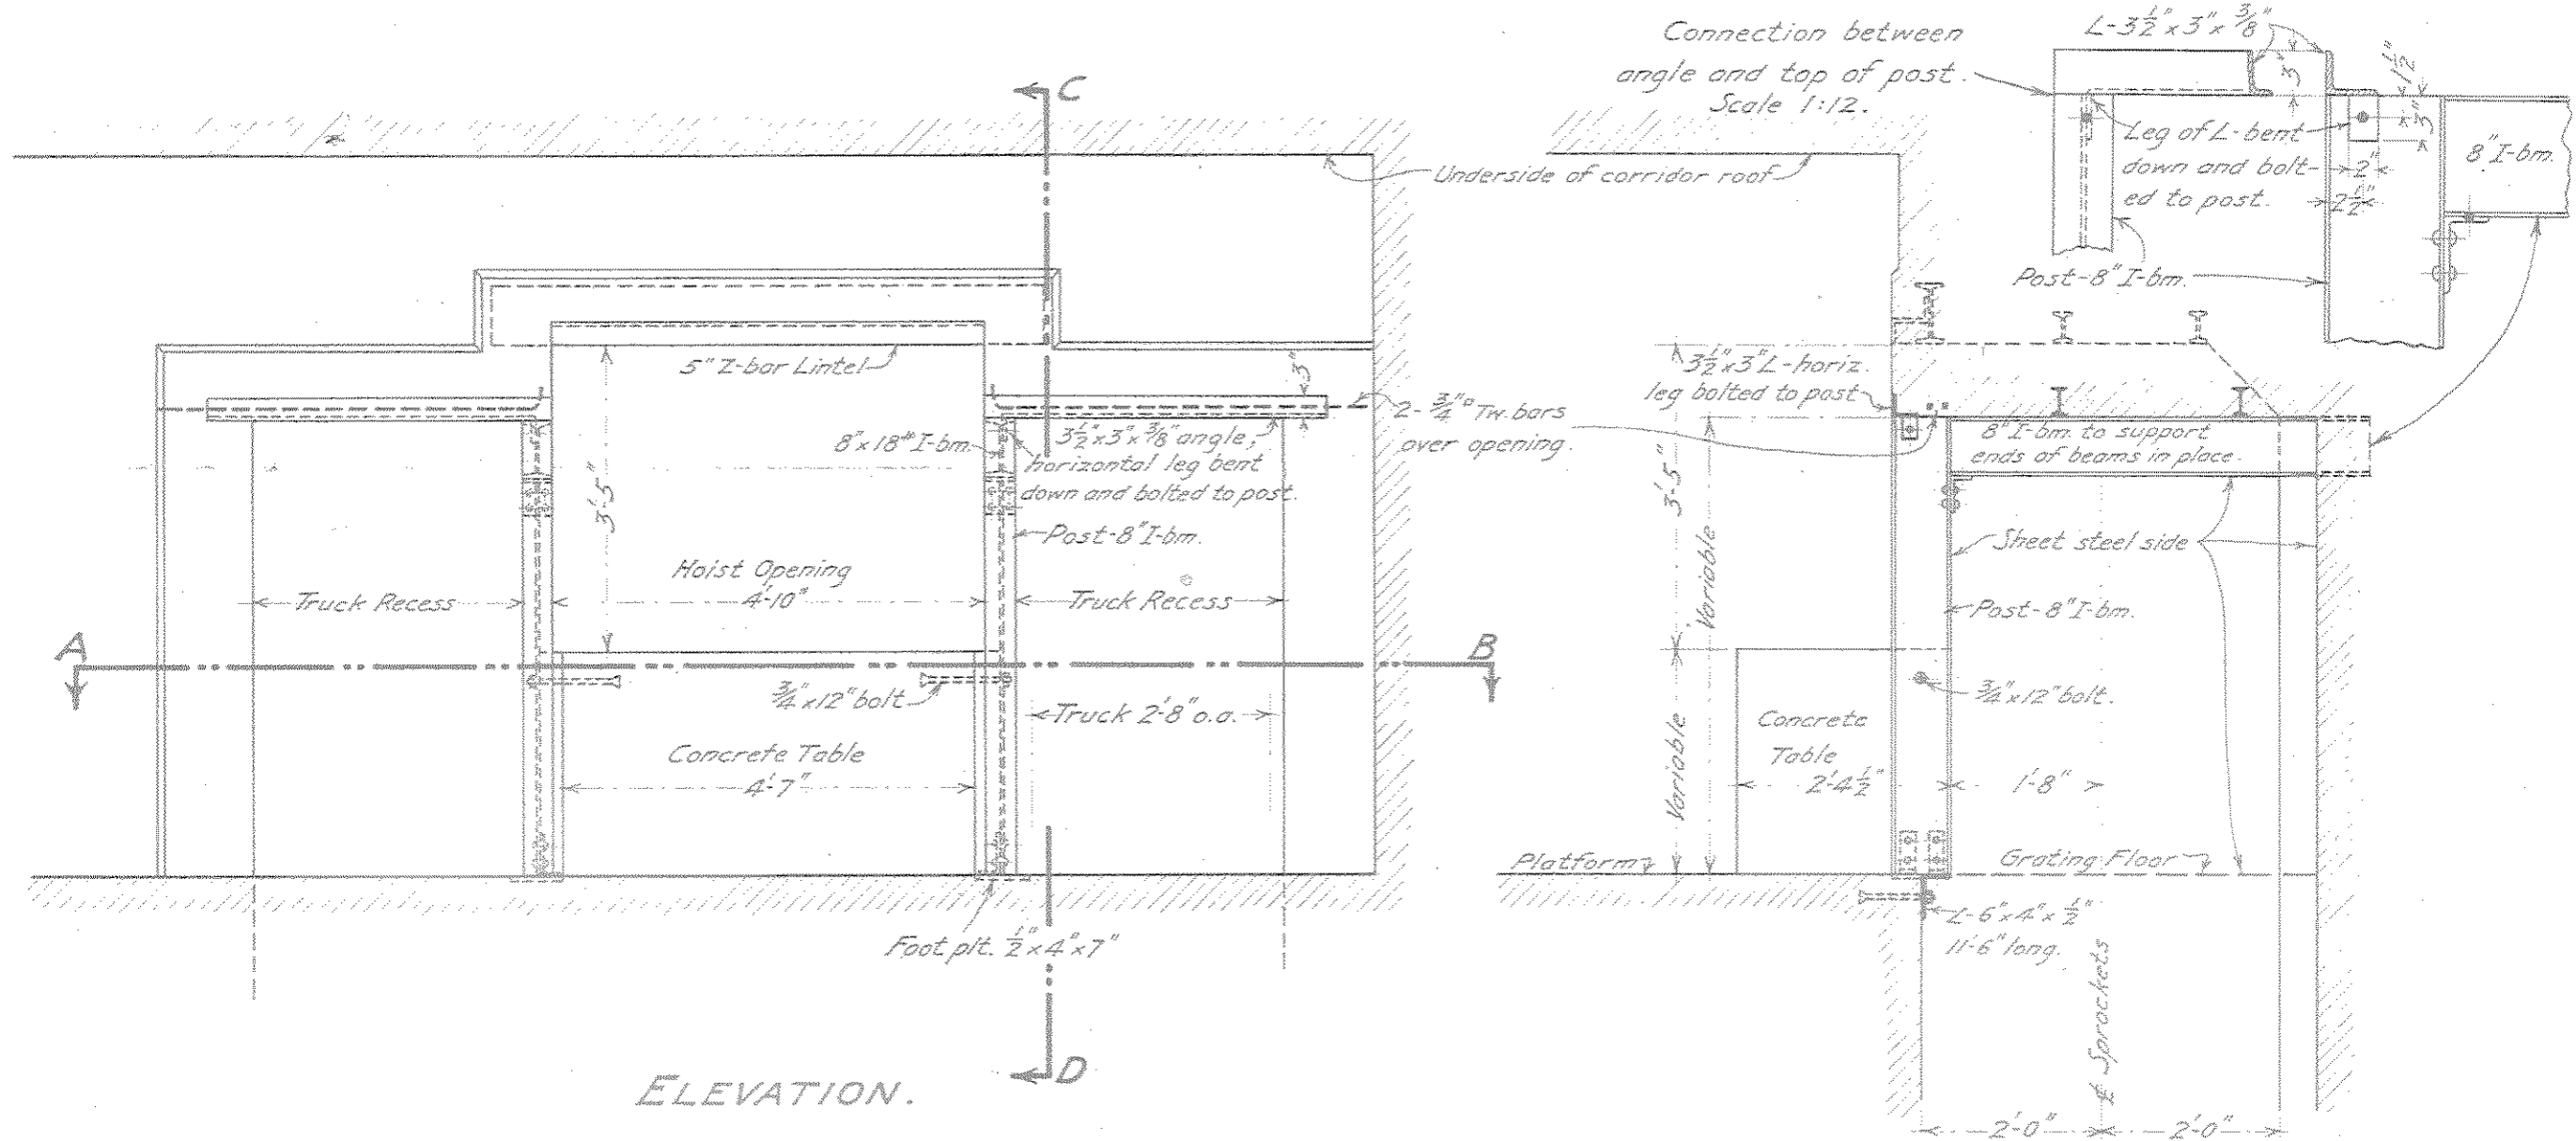 C
Underside of corridor roof
5" Z-bar Lintel
3"
8"x18# I-bm.
3½"x3"x⅜" angle,
horizontal leg bent
down and bolted to post.
2-¾"⌑ Tw. bars
over opening.
3'-5"
Post-8" I-bm.
Hoist Opening
4'-10"
Truck Recess
Truck Recess
A
B
¾"x12" bolt
Truck 2'-8" o.a.
Concrete Table
4'-7"
Foot plt. ½"x4"x7"
D
ELEVATION.
Connection between
angle and top of post.
Scale 1:12.
L-3½"x3"x⅜"
3"
1½"
3"
Leg of L-bent
down and bolt-
ed to post.
2"
2½"
8" I-bm.
Post-8" I-bm.
3½"x3" L-horiz.
leg bolted to post
8" I-bm. to support
ends of beams in place.
3'-5"
Variable
Variable
Sheet steel side
Post-8" I-bm.
¾"x12" bolt.
Concrete
Table
2'-4½"
1'-8"
Platform
Grating Floor
L-6"x4"x½"
11'-6" long.
℄ Sprockets
2'-0"
2'-0"